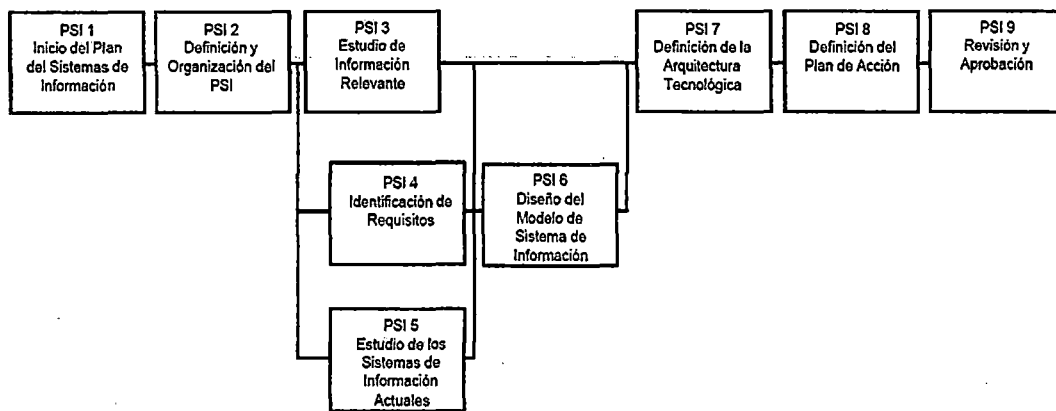 PSI 1
Inicio del Plan
del Sistemas de
Información
PSI 2
Definición y
Organización del
PSI
PSI 3
Estudio de
Información
Relevante
PSI 7
Definición de la
Arquitectura
Tecnológica
PSI 8
Definición del
Plan de Acción
PSI 9
Revisión y
Aprobación
PSI 4
Identificación de
Requisitos
PSI 6
Diseño del
Modelo de
Sistema de
Información
PSI 5
Estudio de los
Sistemas de
Información
Actuales